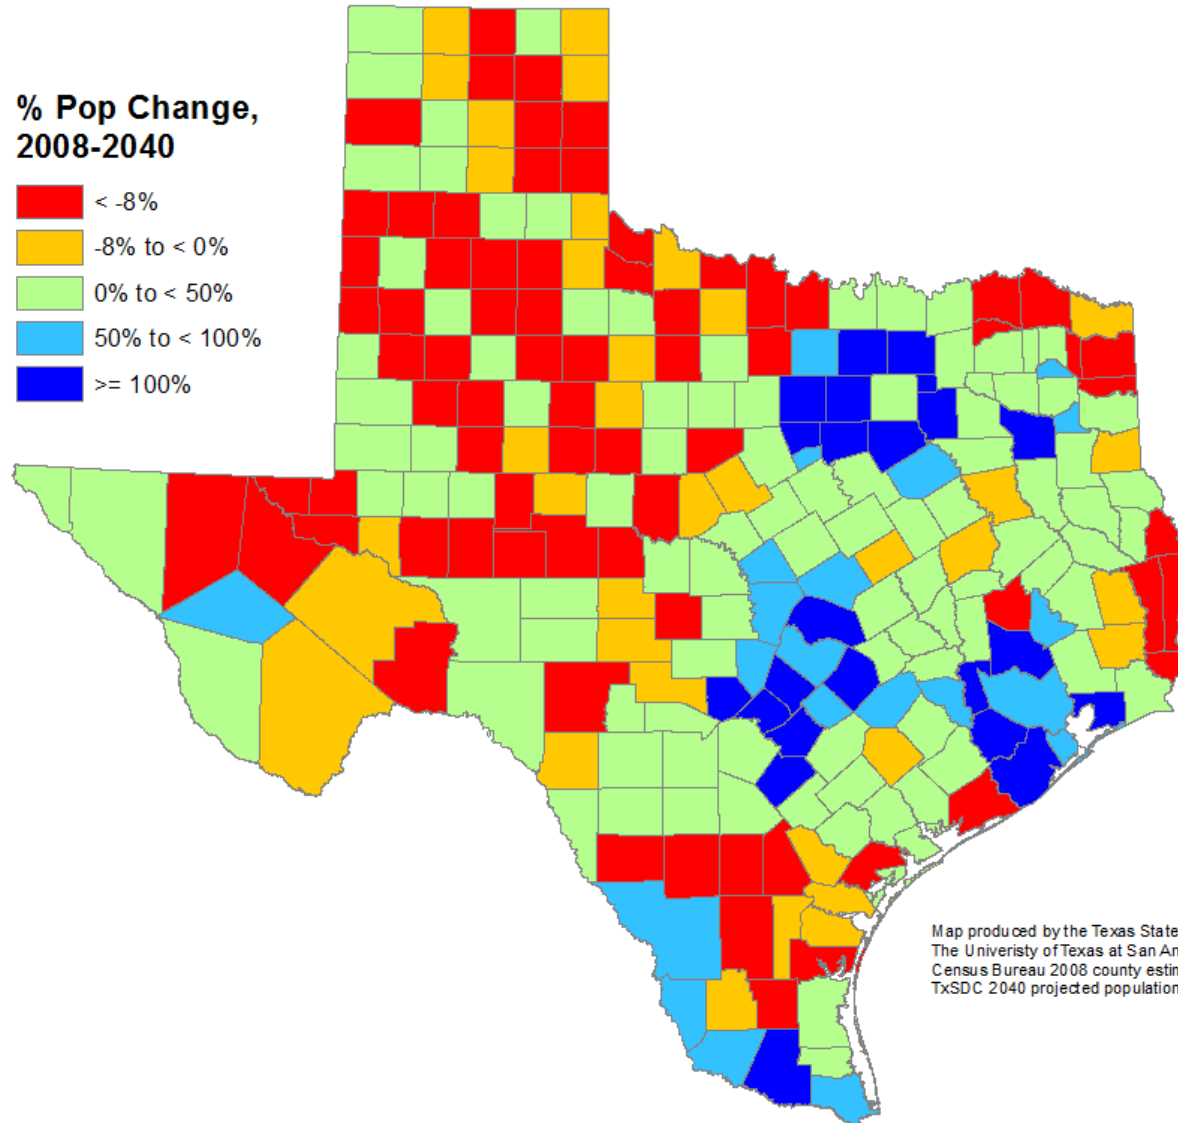 % Pop Change,
2008-2040
< -8%
-8% to < 0%
0% to < 50%
50% to < 100%
>= 100%
Map produced by the Texas State
The Univeristy of Texas at San An
Census Bureau 2008 county estin
TxSDC 2040 projected population